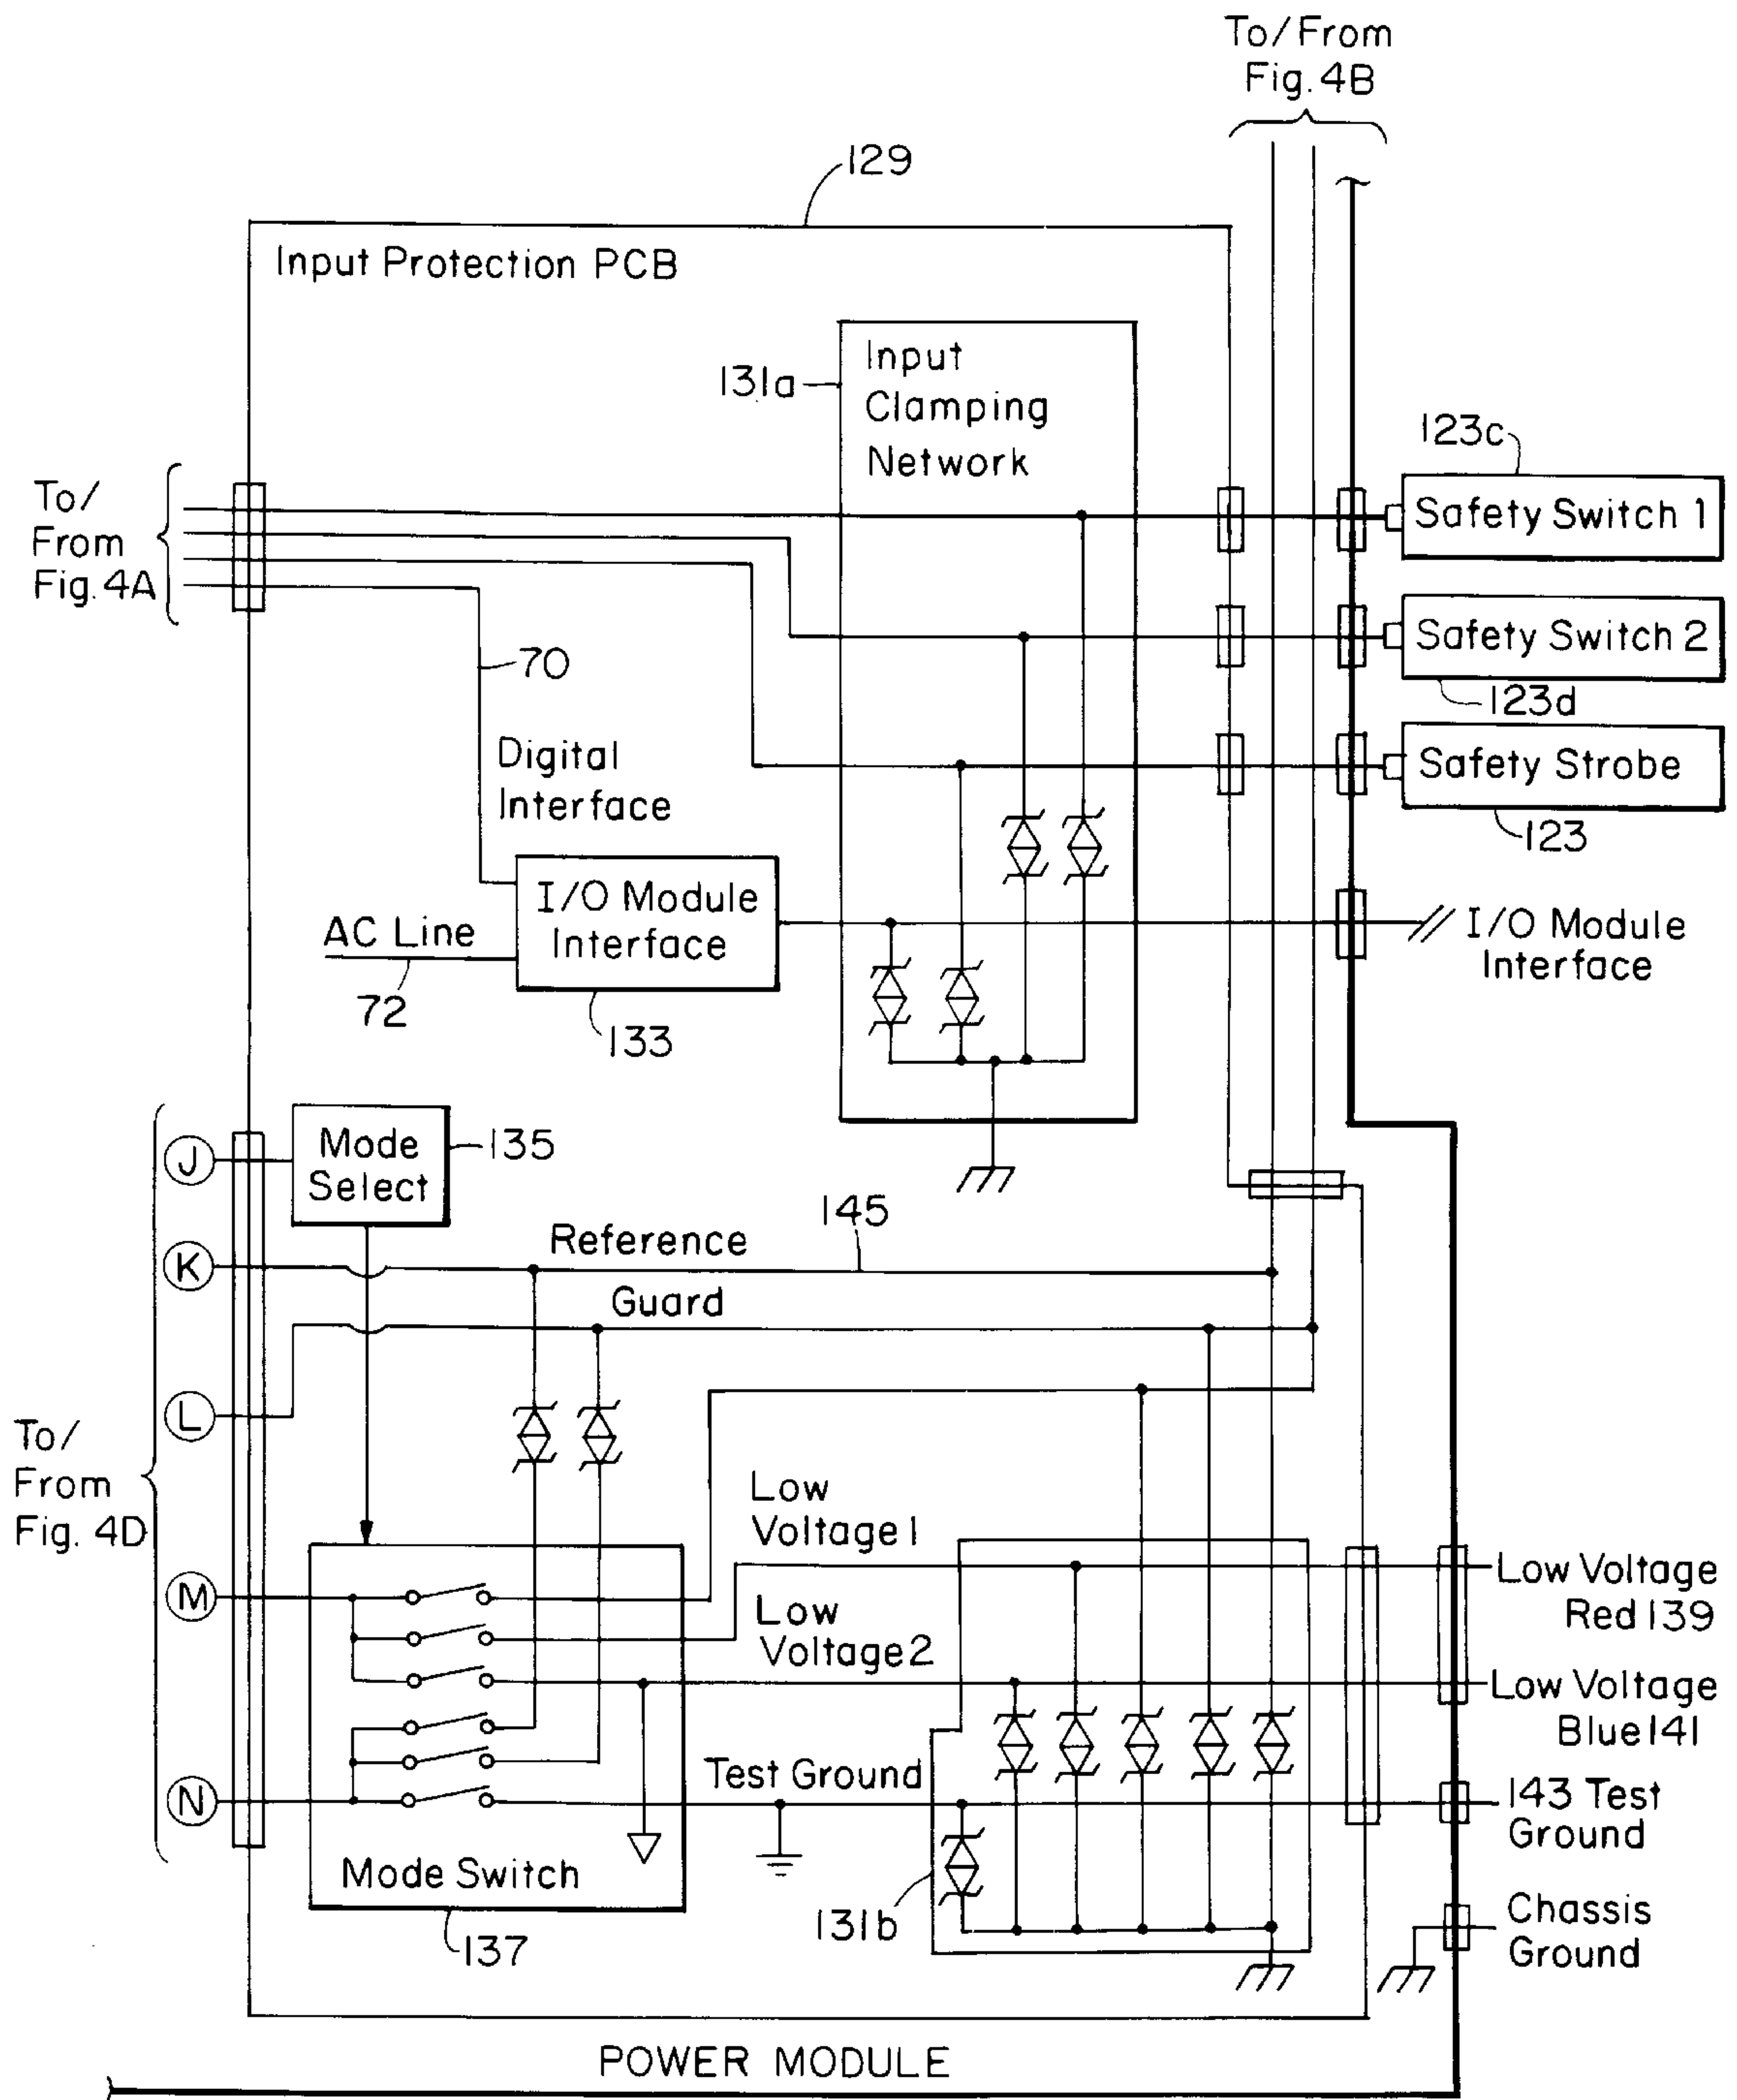 To/From
Fig. 4B
129
Input Protection PCB
Input
Clamping
Network
131a
123c
To/
From
Fig. 4A
Safety Switch 1
Safety Switch 2
123d
70
Digital
Interface
Safety Strobe
123
I/O Module
Interface
AC Line
72
133
I/O Module
Interface
J
Mode
Select
135
K
Reference
145
Guard
L
To/
From
Fig. 4D
Low
Voltage 1
Low Voltage
Red 139
M
Low
Voltage 2
Low Voltage
Blue 141
N
Test Ground
143 Test
Ground
Mode Switch
137
131b
Chassis
Ground
POWER MODULE